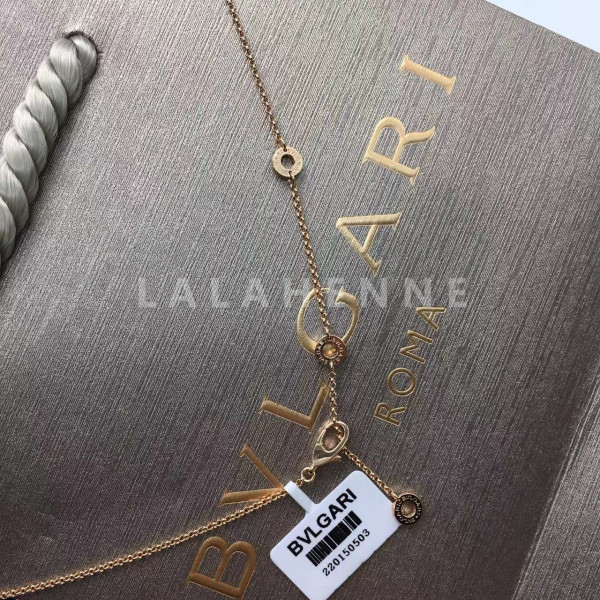 BVLGARI
ROMA
LALAHENNE
BVLGARI
220150503